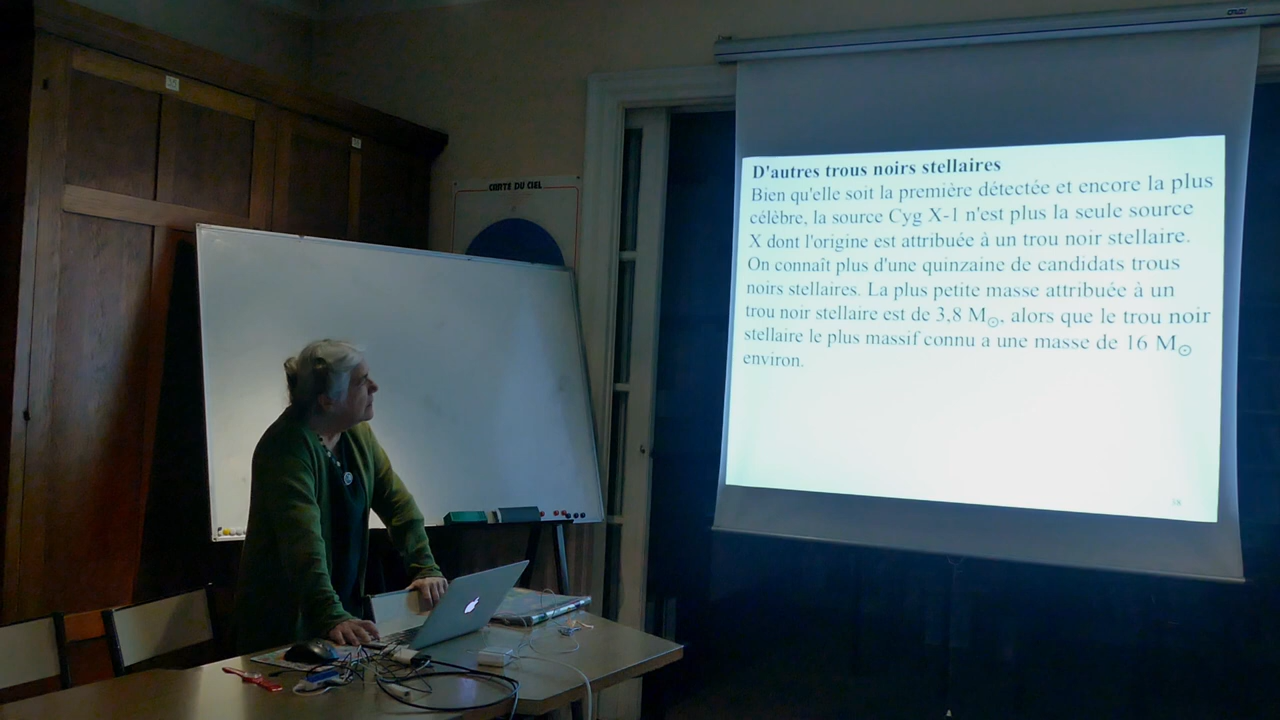 CARTE DU CIEL
D'autres trous noirs stellaires
Bien qu'elle soit la première détectée et encore la plus
célèbre, la source Cyg X-1 n'est plus la seule source
X dont l'origine est attribuée à un trou noir stellaire.
On connaît plus d'une quinzaine de candidats trous
noirs stellaires. La plus petite masse attribuée à un
trou noir stellaire est de 3,8 M☉, alors que le trou noir
stellaire le plus massif connu a une masse de 16 M☉
environ.